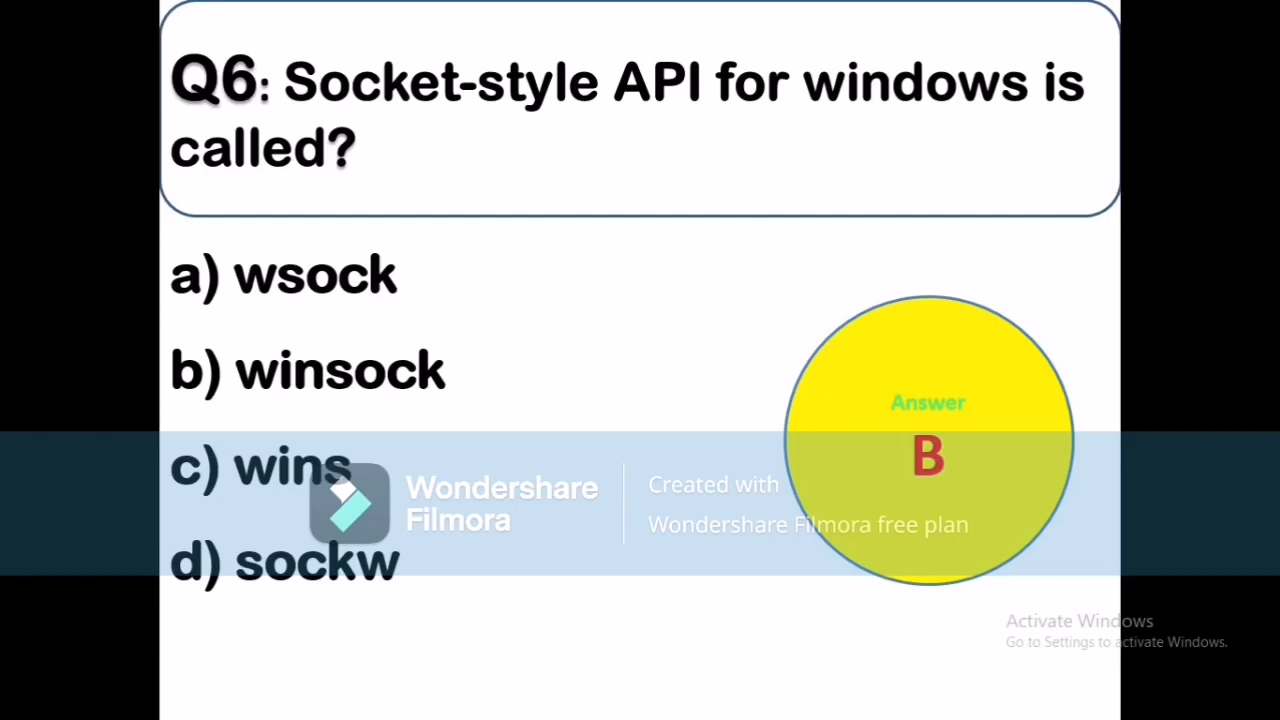 Q6: Socket-style API for windows is
called?
a) wsock
b) winsock
c) wins
d) sockw
Answer
B
Wondershare
Filmora
Created with
Wondershare Filmora free plan
Activate Windows
Go to Settings to activate Windows.